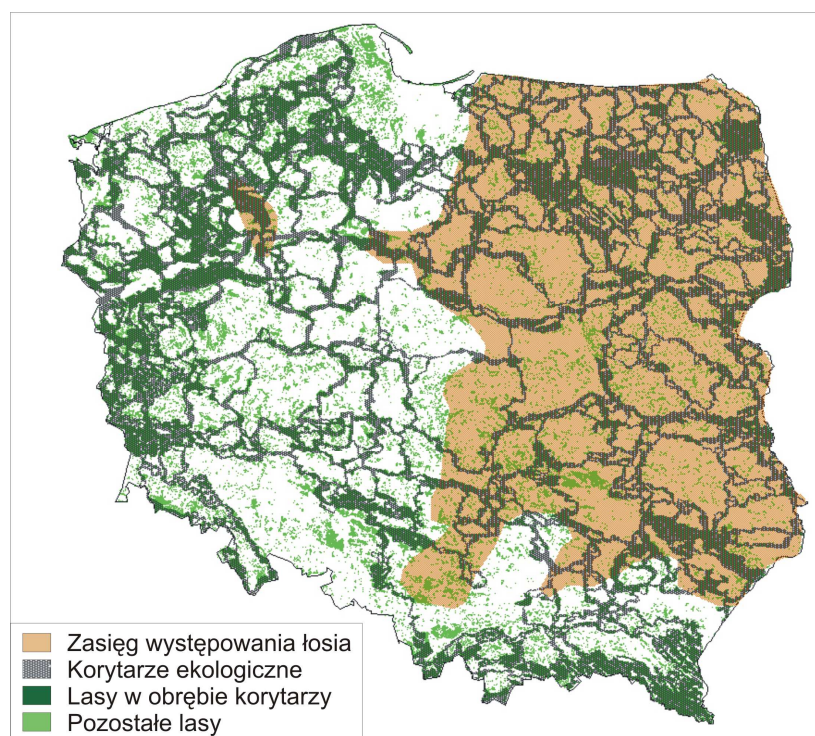 Zasięg występowania łosia
Korytarze ekologiczne
Lasy w obrębie korytarzy
Pozostałe lasy